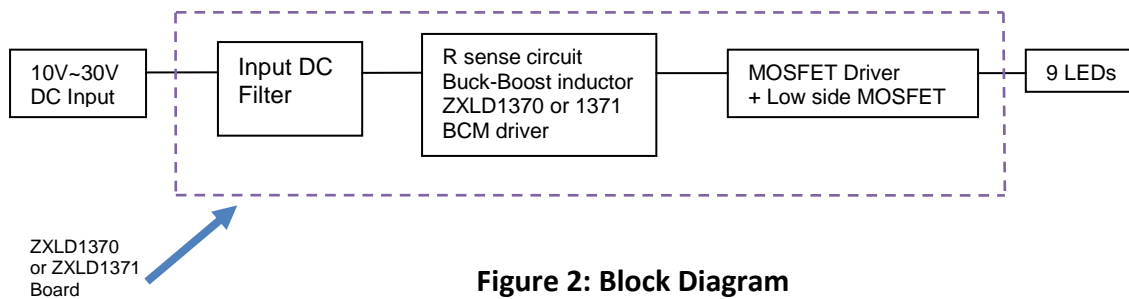 10V~30V
DC Input
Input DC
Filter
R sense circuit
Buck-Boost inductor
ZXLD1370 or 1371
BCM driver
MOSFET Driver
+ Low side MOSFET
9 LEDs
ZXLD1370
or ZXLD1371
Board
Figure 2: Block Diagram